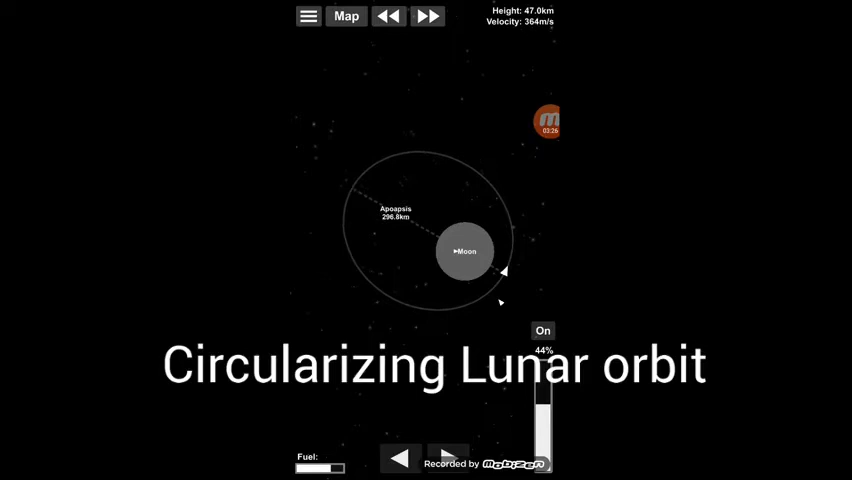 Map
Height: 47.0km
Velocity: 364m/s
03:26
Apoapsis
296.8km
Moon
On
44%
Circularizing Lunar orbit
Fuel:
Recorded by mobizen